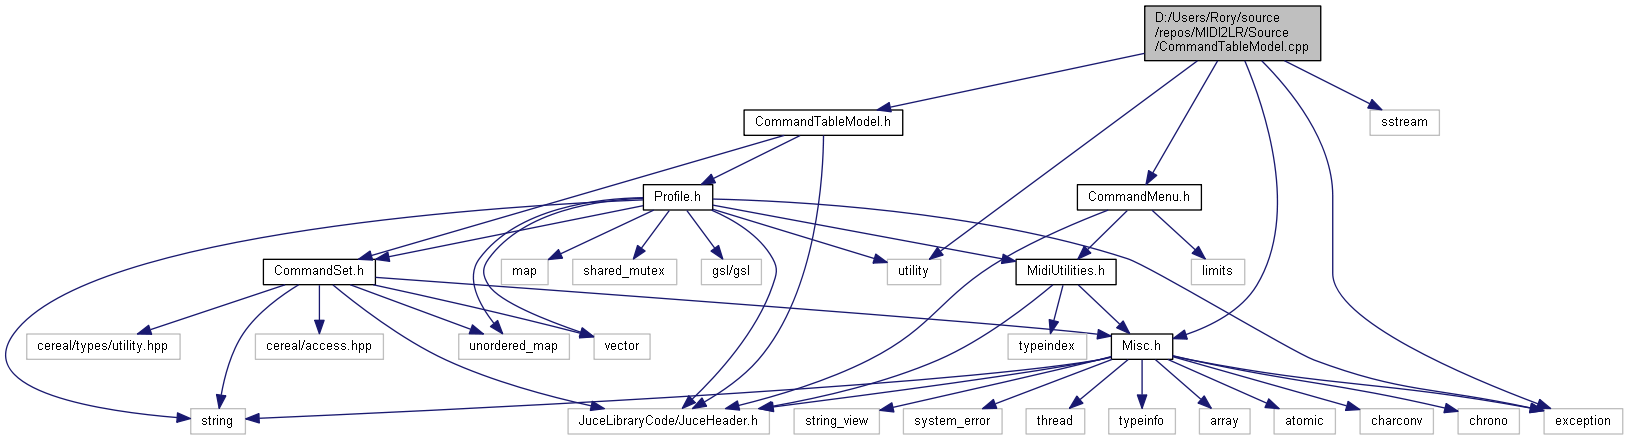 D:/Users/Rory/source
/repos/MIDI2LR/Source
/CommandTableModel.cpp
CommandTableModel.h
sstream
Profile.h
CommandMenu.h
CommandSet.h
map
shared_mutex
gsl/gsl
utility
MidiUtilities.h
limits
cereal/types/utility.hpp
cereal/access.hpp
unordered_map
vector
typeindex
Misc.h
string
JuceLibraryCode/JuceHeader.h
string_view
system_error
thread
typeinfo
array
atomic
charconv
chrono
exception